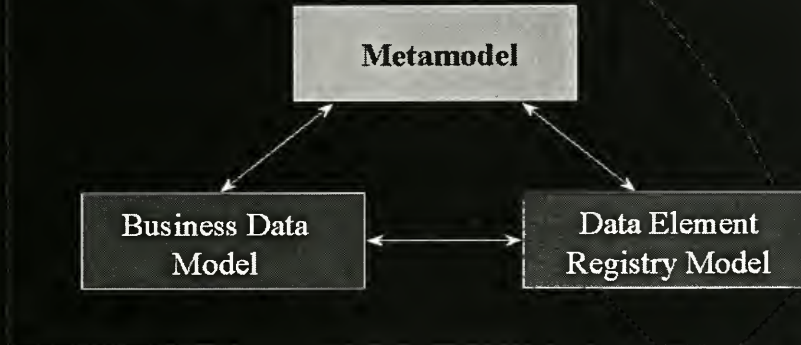 Metamodel
Business Data
Model
Data Element
Registry Model